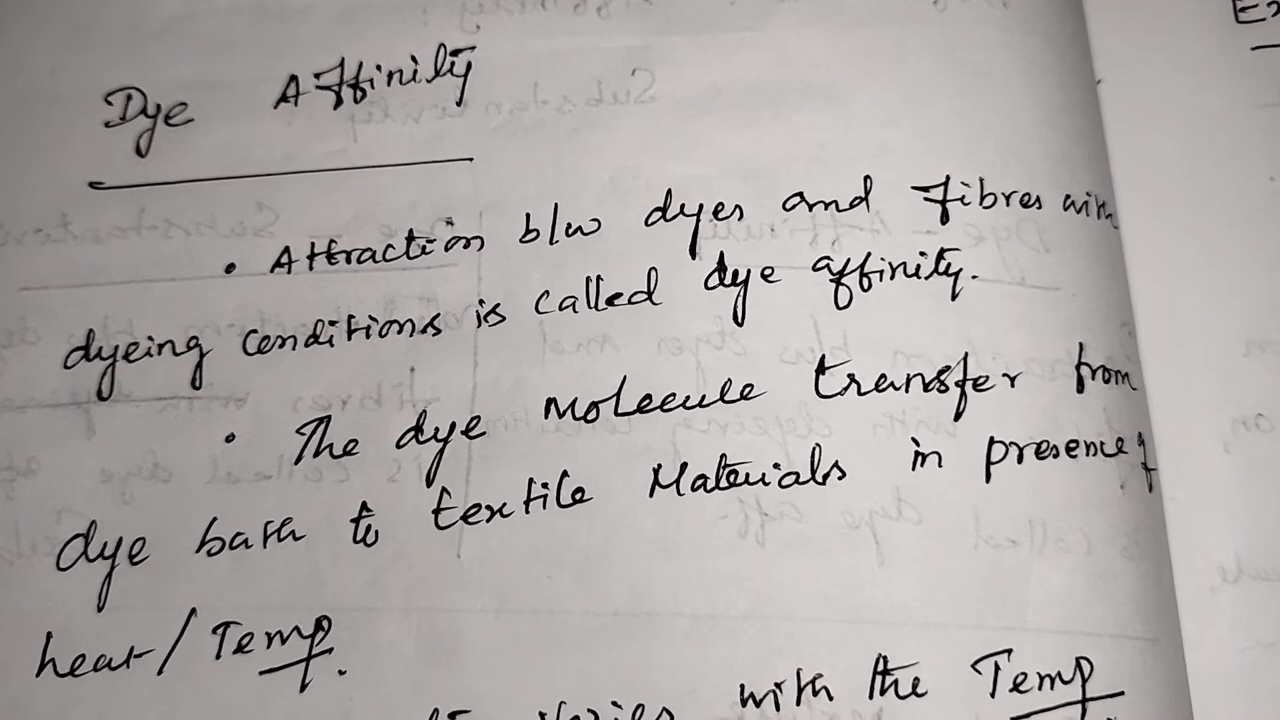 Dye Affinity
• Attraction b/w dyes and fibres with
dyeing conditions is called dye affinity.
• The dye molecule transfer from
dye bath to textile Materials in presence of
heat/Temp.
varies with the Temp